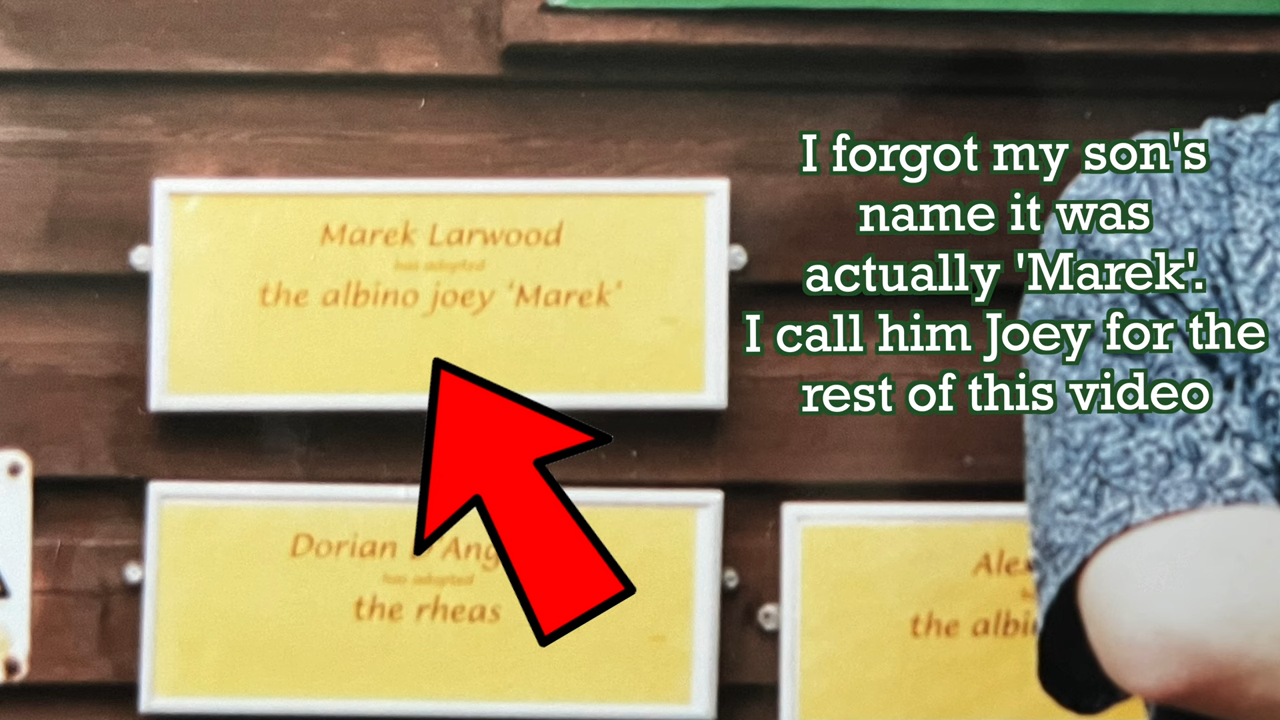 Marek Larwood
has adopted
the albino joey 'Marek'
I forgot my son's
name it was
actually 'Marek'.
I call him Joey for the
rest of this video
Dorian &
has adopted
the rheas
the